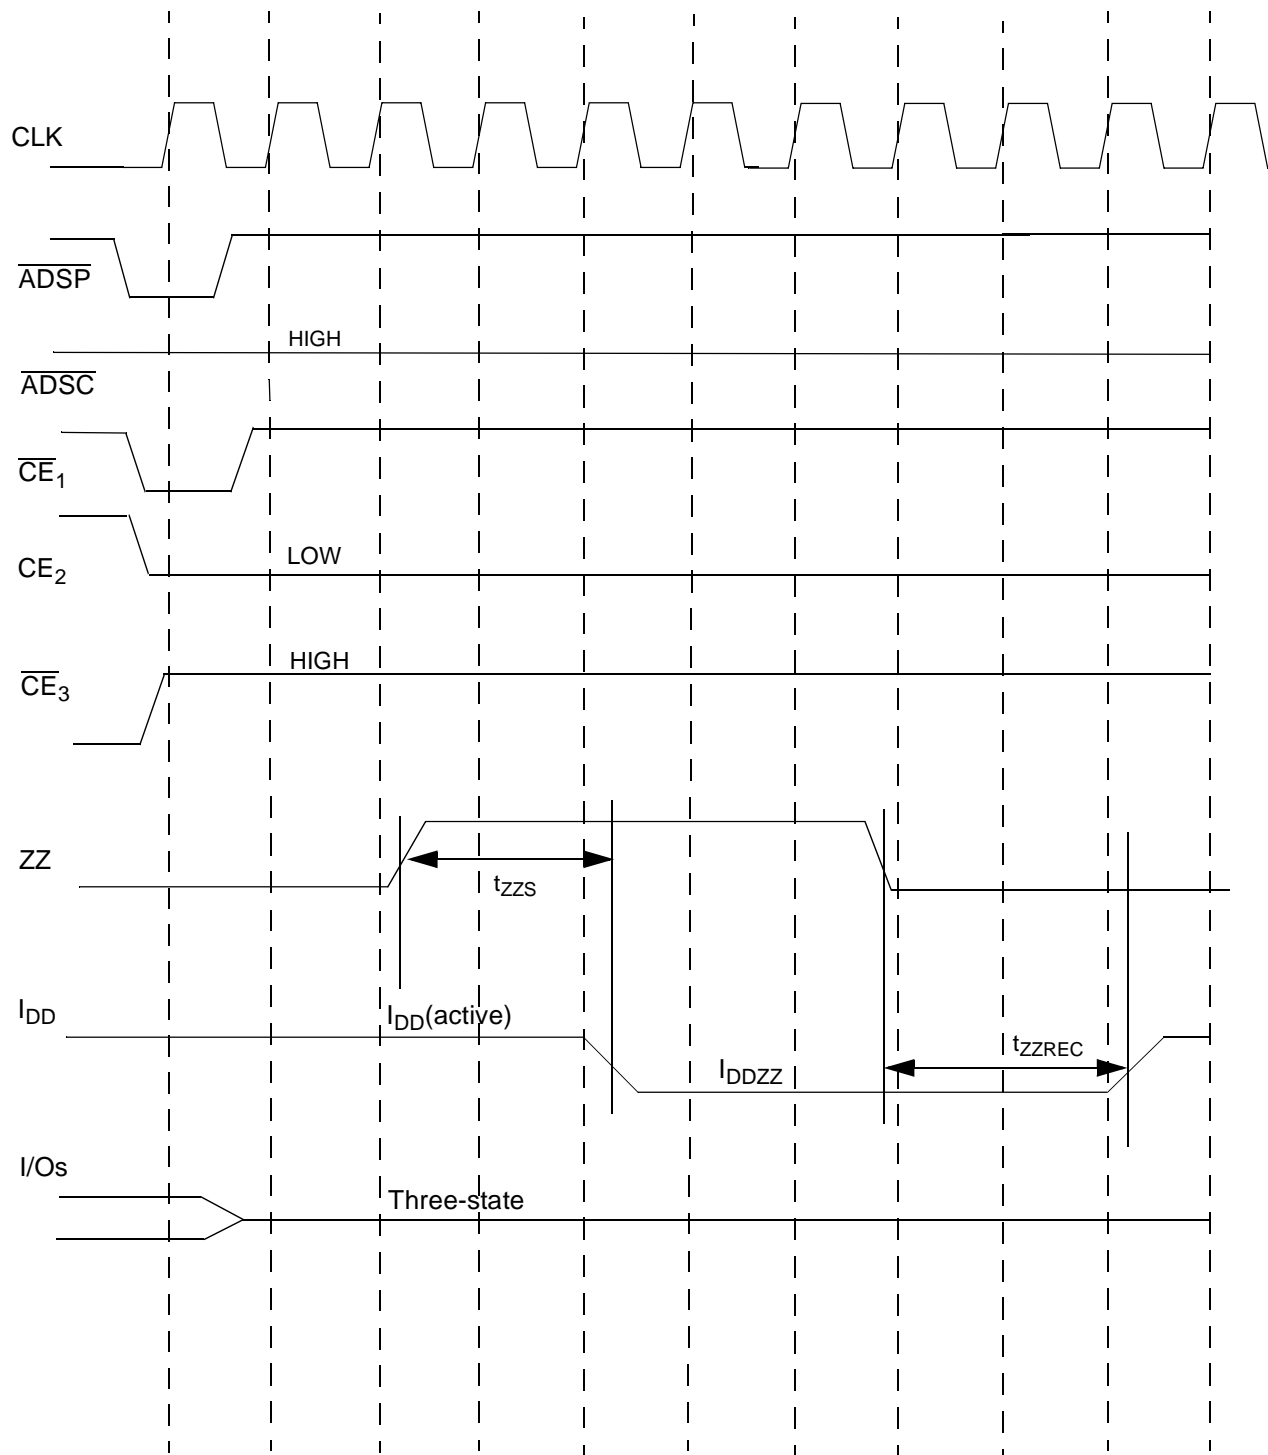 CLK
ADSP
HIGH
ADSC
CE1
LOW
CE2
HIGH
CE3
ZZ
tZZS
IDD
IDD(active)
tZZREC
IDDZZ
I/Os
Three-state